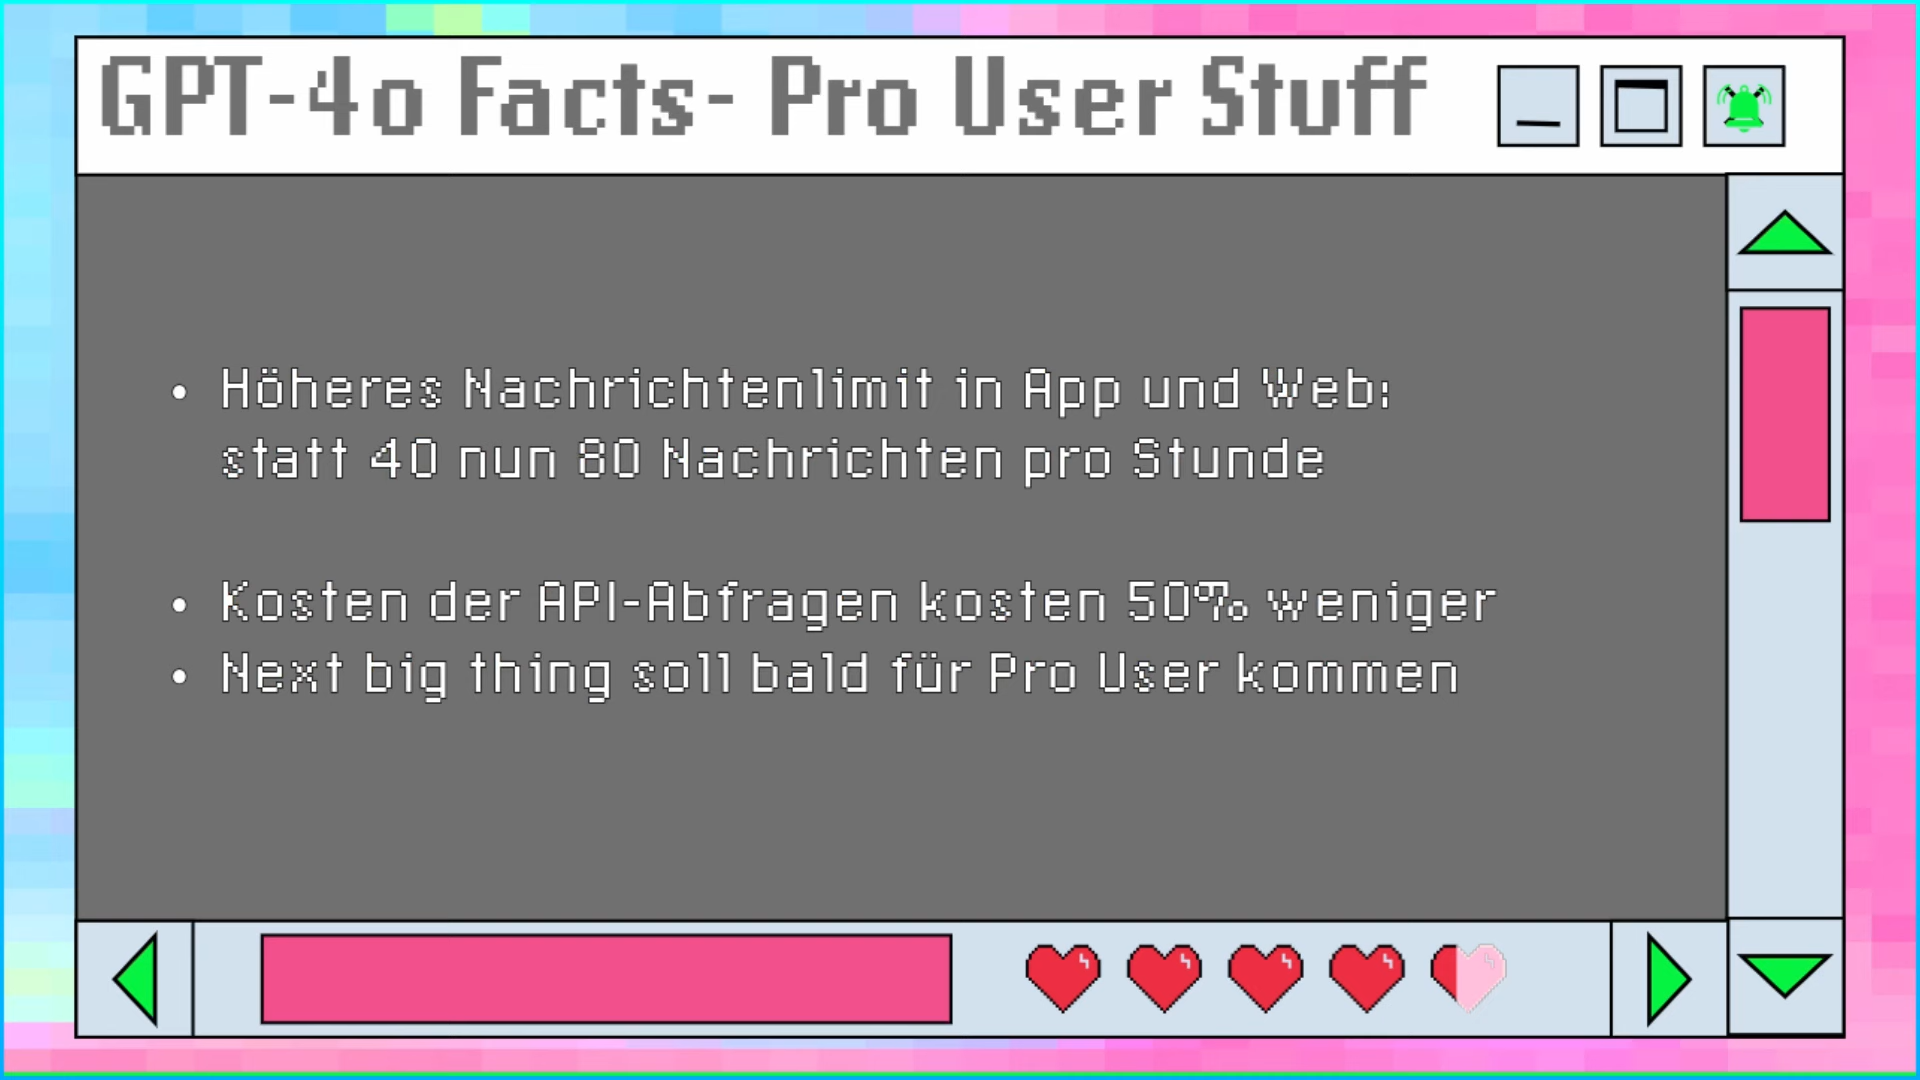 GPT-4o Facts- Pro User Stuff
• Höheres Nachrichtenlimit in App und Web:
statt 40 nun 80 Nachrichten pro Stunde
• Kosten der API-Abfragen kosten 50% weniger
• Next big thing soll bald für Pro User kommen